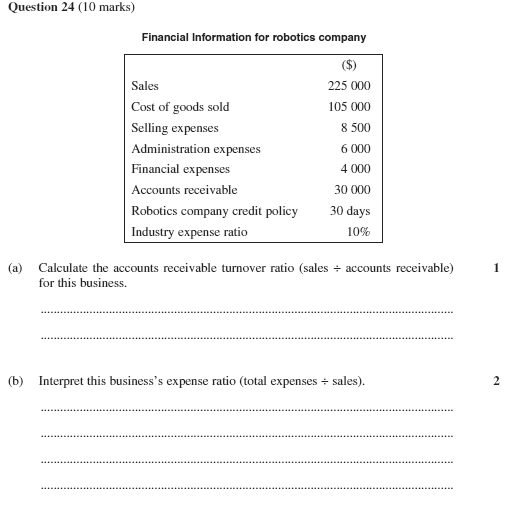 Question 24 (10 marks)
Financial Information for robotics company
($)
Sales 225 000
Cost of goods sold 105 000
Selling expenses 8 500
Administration expenses 6 000
Financial expenses 4 000
Accounts receivable 30 000
Robotics company credit policy 30 days
Industry expense ratio 10%
(a) Calculate the accounts receivable turnover ratio (sales ÷ accounts receivable) 1
for this business.
(b) Interpret this business's expense ratio (total expenses ÷ sales). 2